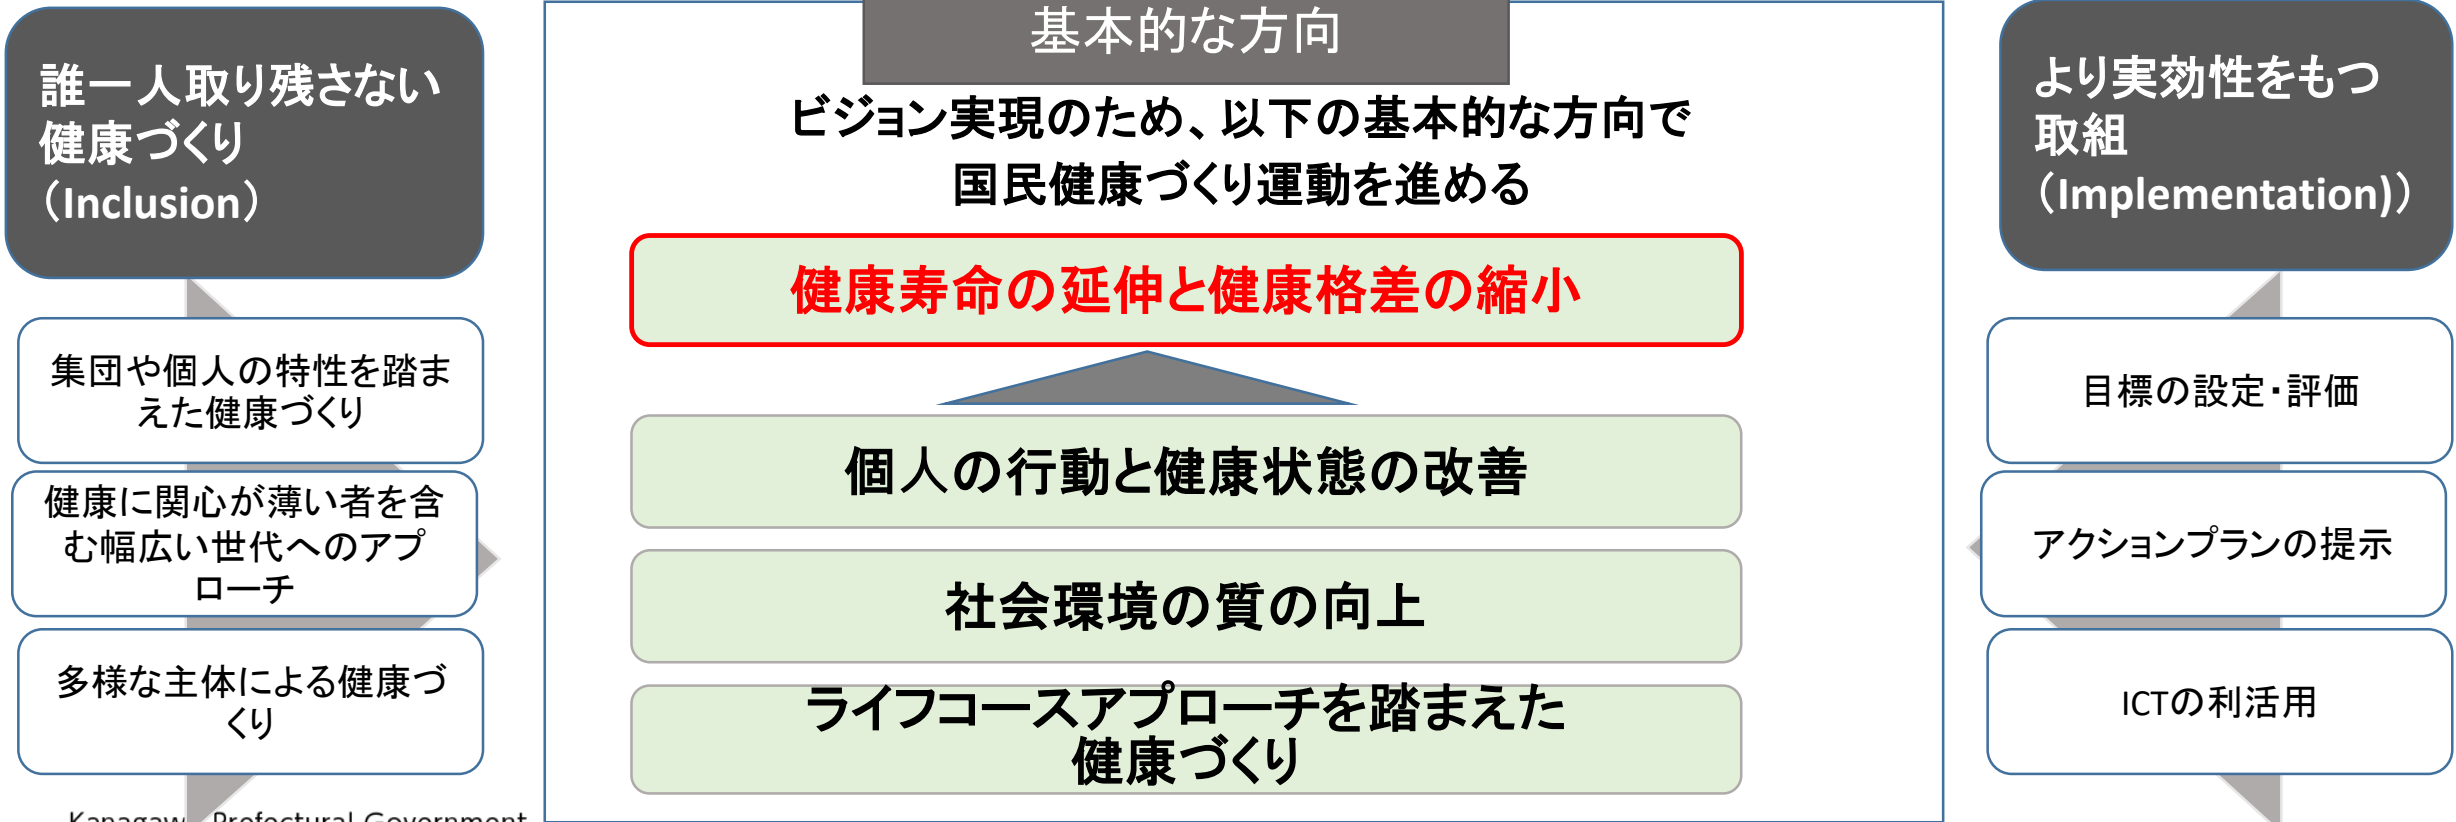 誰一人取り残さない
健康づくり
（Inclusion）
集団や個人の特性を踏ま
えた健康づくり
健康に関心が薄い者を含
む幅広い世代へのアプ
ローチ
多様な主体による健康づ
くり
基本的な方向
ビジョン実現のため、以下の基本的な方向で
国民健康づくり運動を進める
健康寿命の延伸と健康格差の縮小
個人の行動と健康状態の改善
社会環境の質の向上
ライフコースアプローチを踏まえた
健康づくり
より実効性をもつ
取組
（Implementation)）
目標の設定・評価
アクションプランの提示
ICTの利活用
Kanagawa Prefectural Government